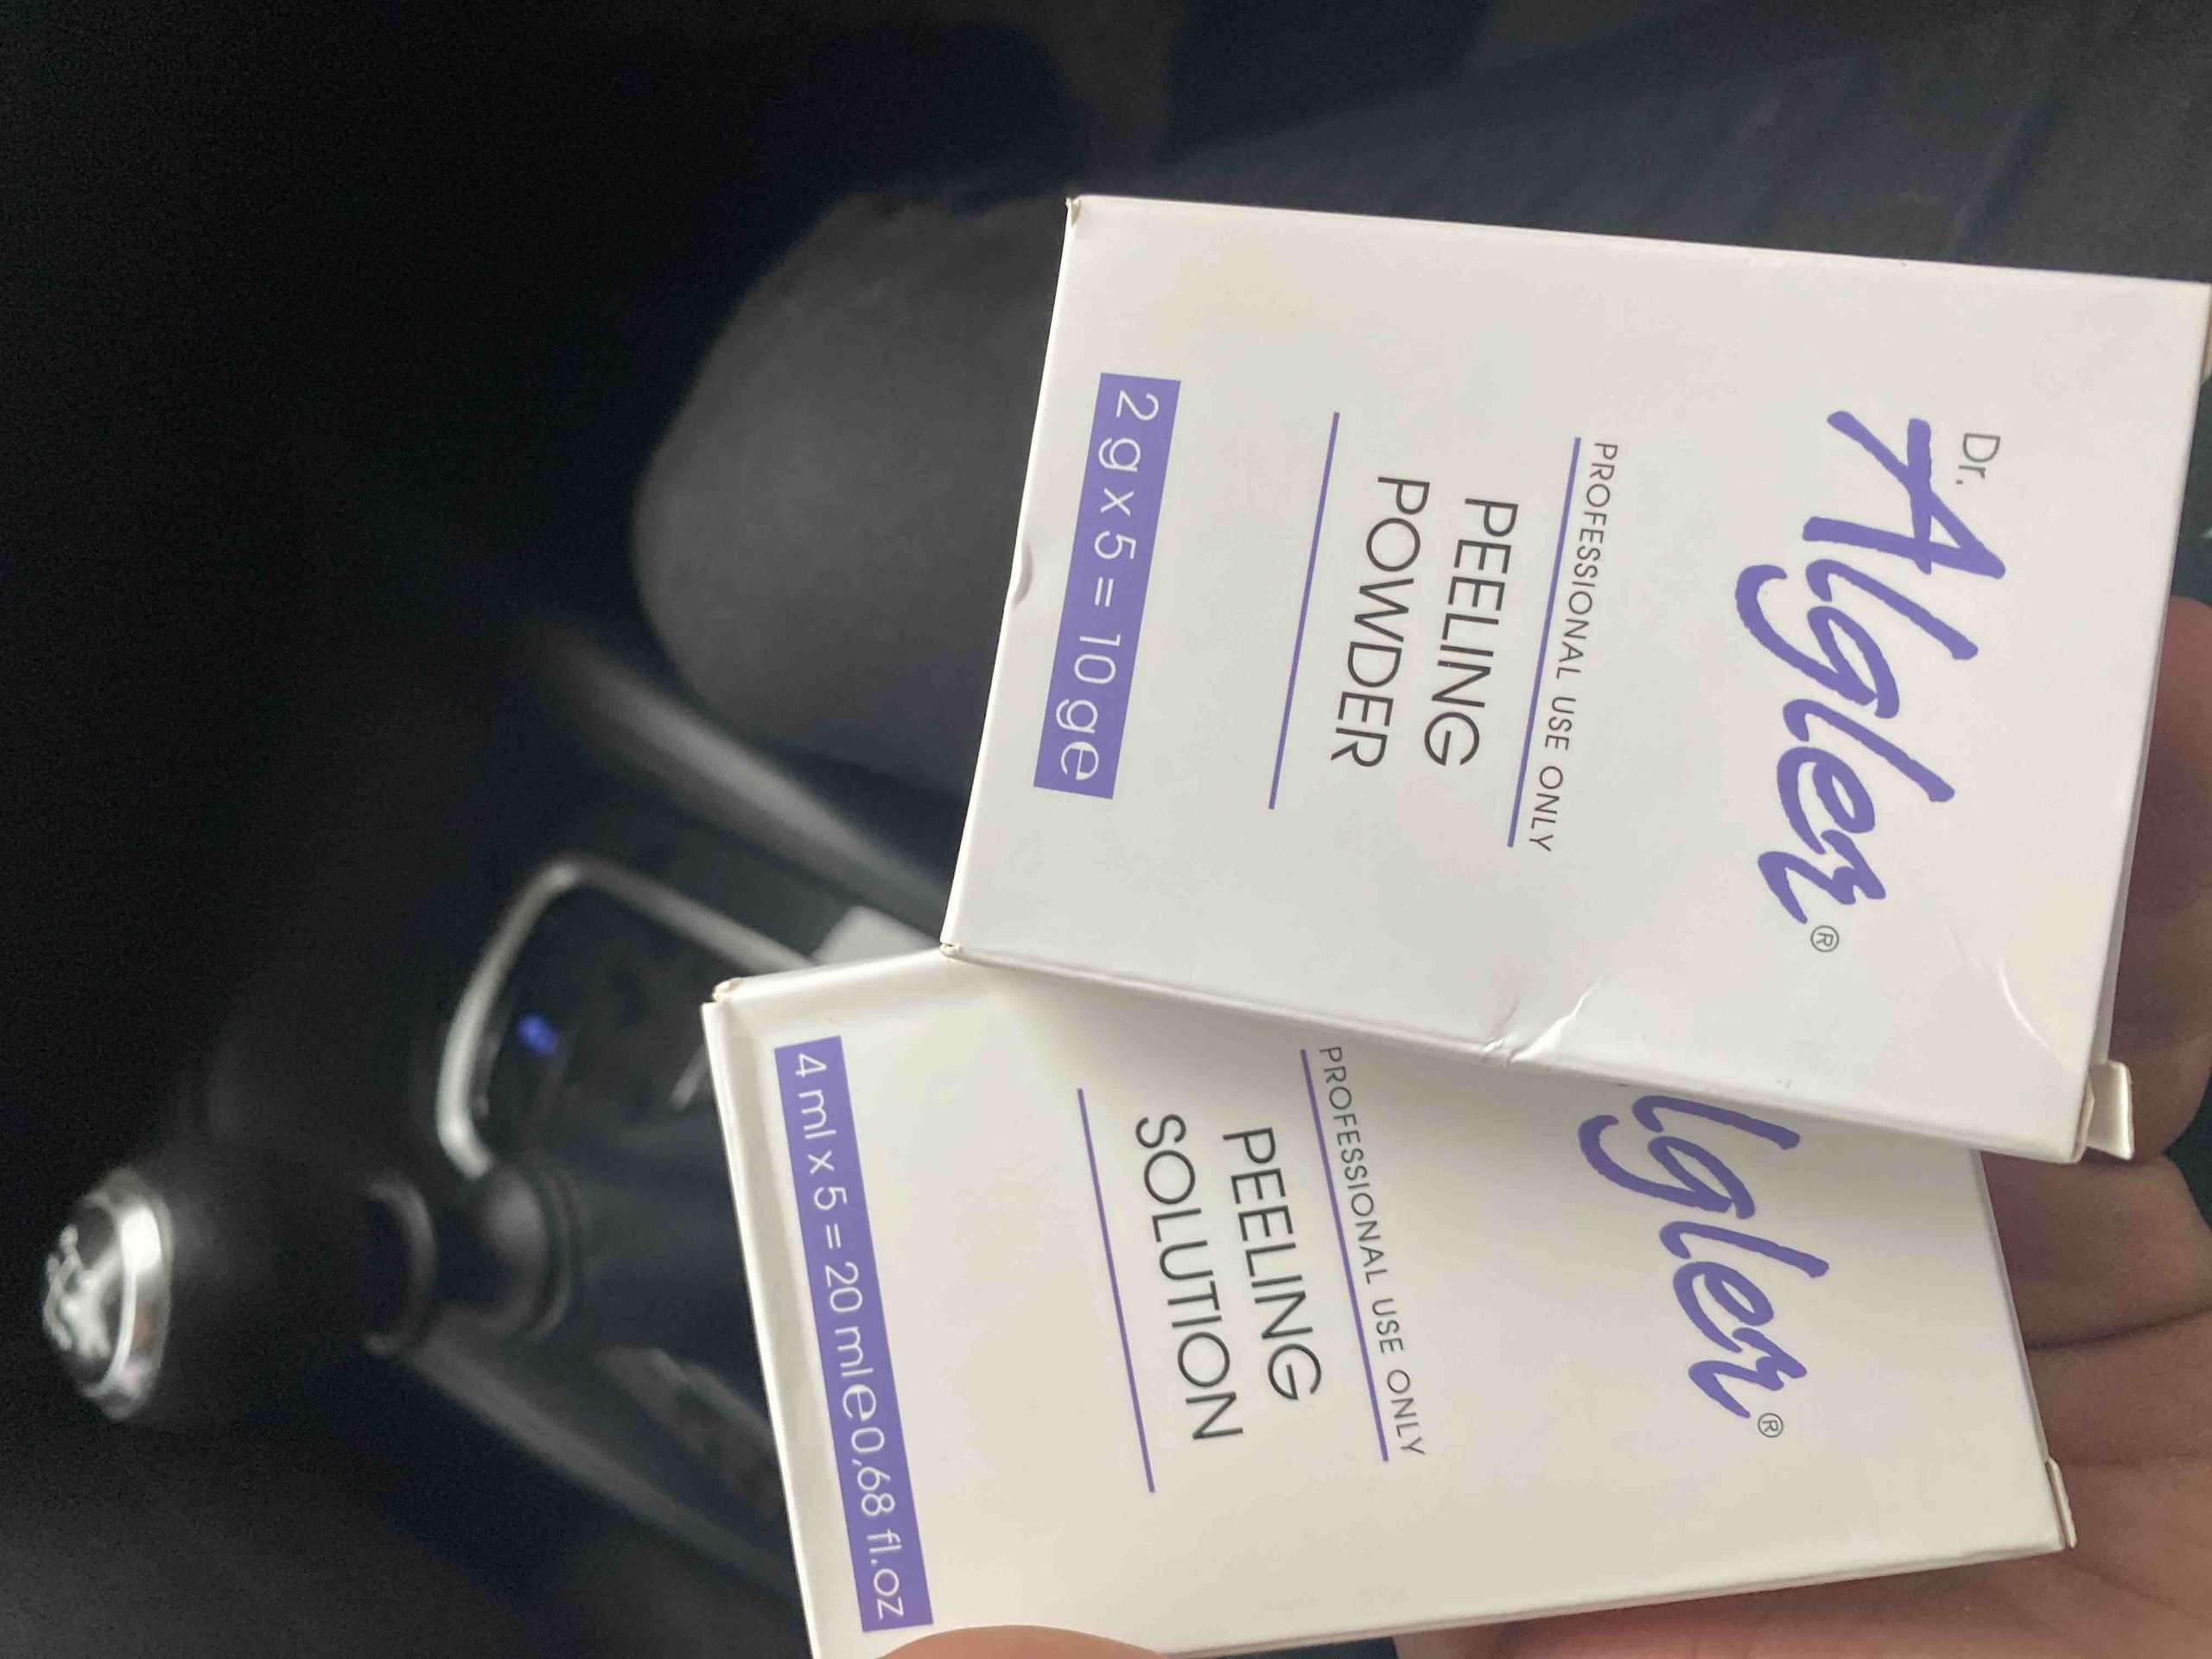 Dr.
Algler®
PROFESSIONAL USE ONLY
PEELING
POWDER
2 g x 5 = 10 g e
lgler®
PROFESSIONAL USE ONLY
PEELING
SOLUTION
4 ml x 5 = 20 ml e 0,68 fl.oz